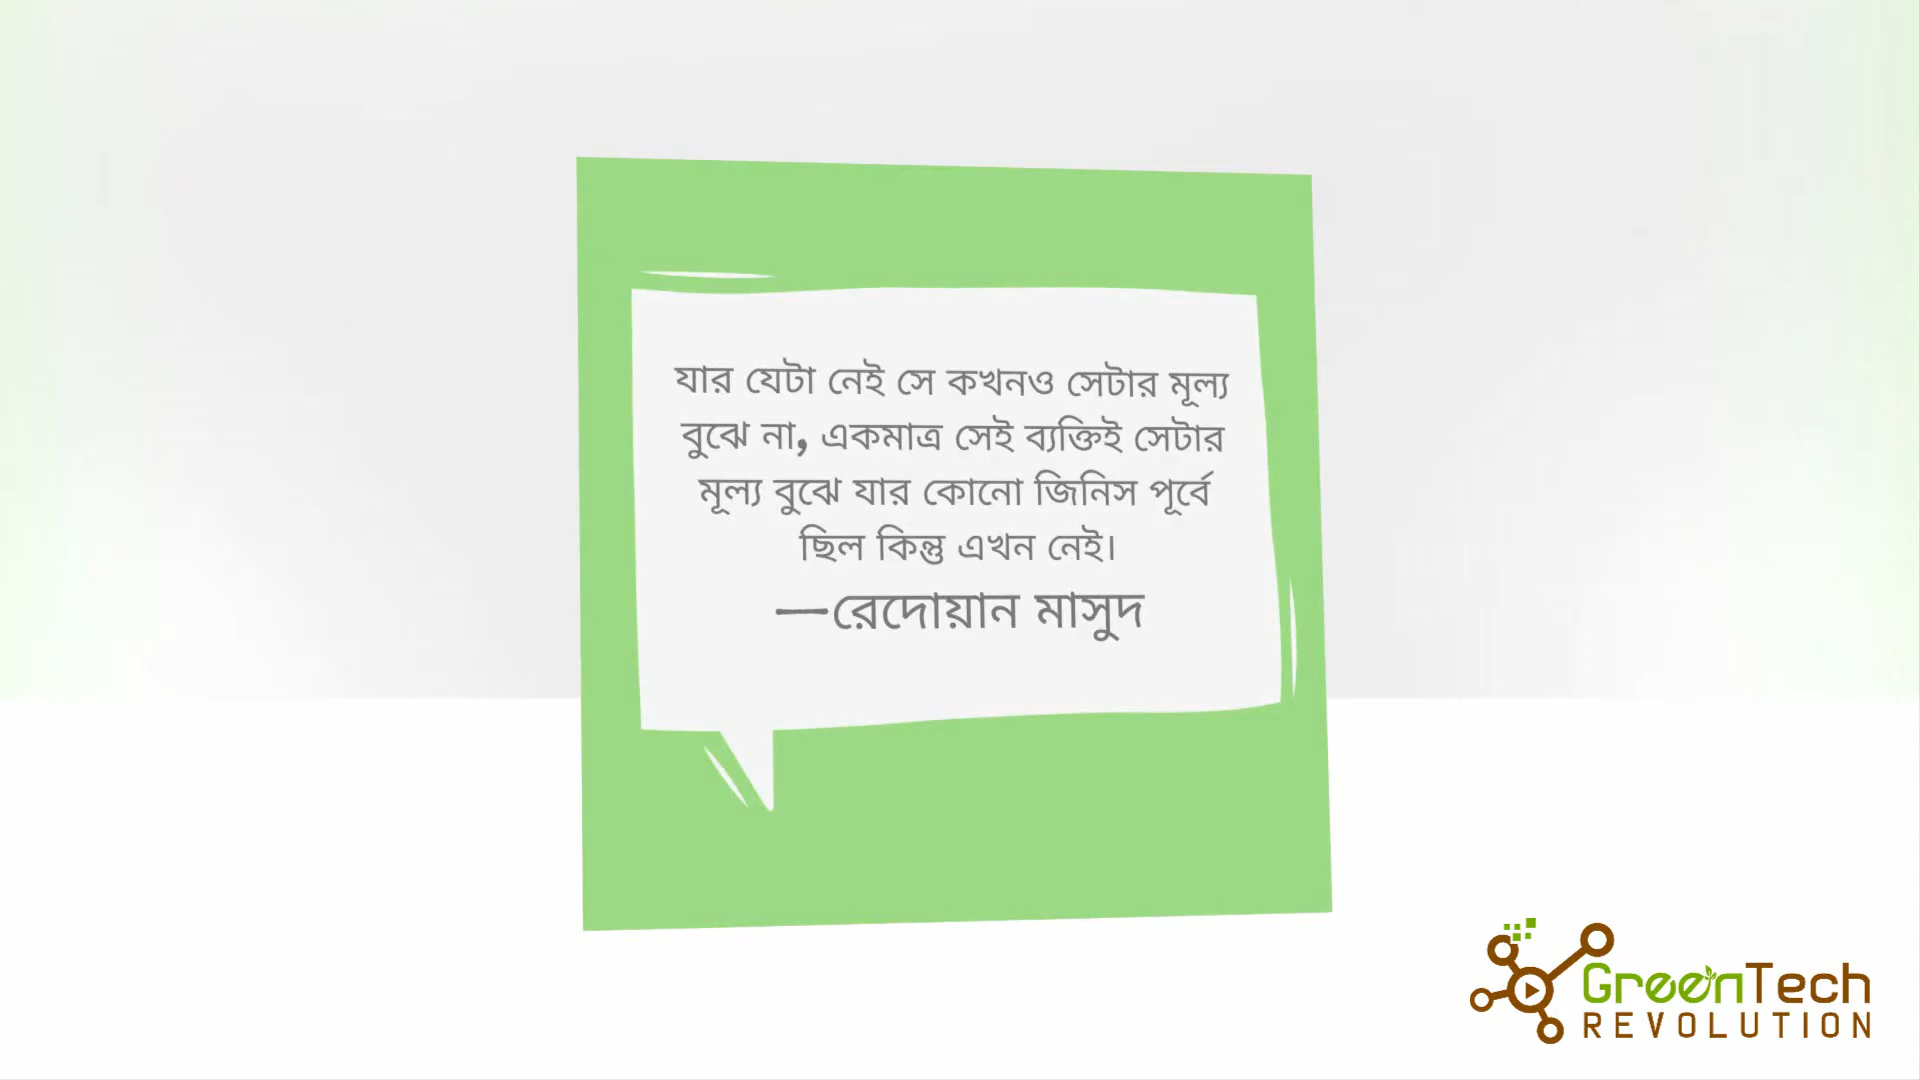 যার যেটা নেই সে কখনও সেটার মূল্য
বুঝে না, একমাত্র সেই ব্যক্তিই সেটার
মূল্য বুঝে যার কোনো জিনিস পূর্বে
ছিল কিন্তু এখন নেই।
—রেদোয়ান মাসুদ
GreenTech
REVOLUTION